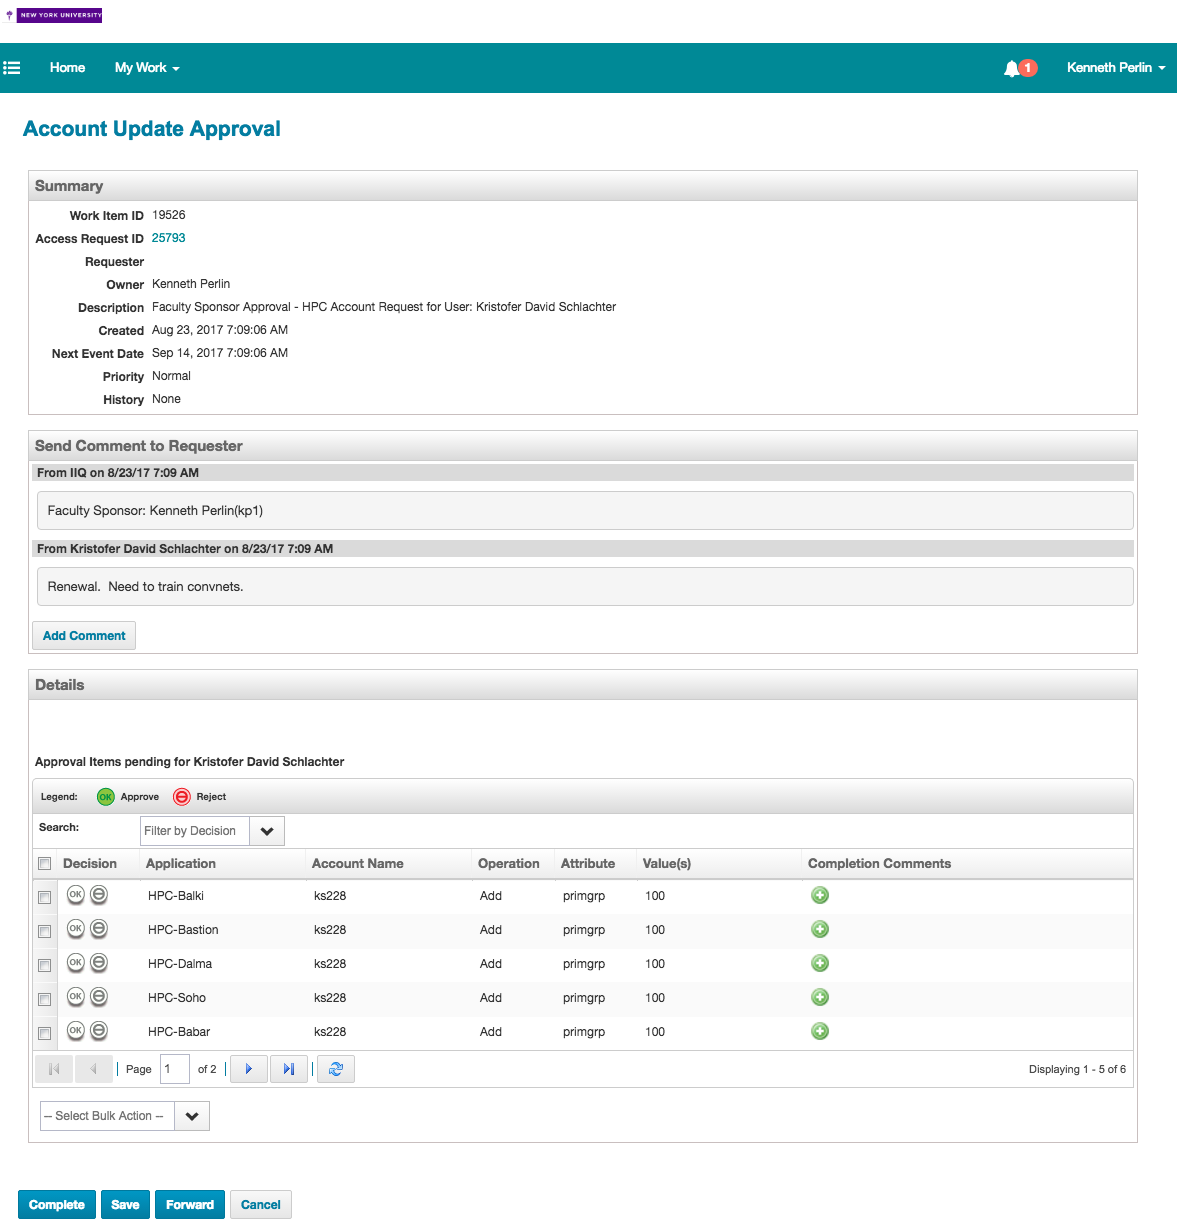 NEW YORK UNIVERSITY
Home My Work 1 Kenneth Perlin
Account Update Approval
Summary
Work Item ID 19526
Access Request ID 25793
Requester
Owner Kenneth Perlin
Description Faculty Sponsor Approval - HPC Account Request for User: Kristofer David Schlachter
Created Aug 23, 2017 7:09:06 AM
Next Event Date Sep 14, 2017 7:09:06 AM
Priority Normal
History None
Send Comment to Requester
From IIQ on 8/23/17 7:09 AM
Faculty Sponsor: Kenneth Perlin(kp1)
From Kristofer David Schlachter on 8/23/17 7:09 AM
Renewal. Need to train convnets.
Add Comment
Details
Approval Items pending for Kristofer David Schlachter
Legend: OK Approve Reject
Search: Filter by Decision
Decision Application Account Name Operation Attribute Value(s) Completion Comments
OK HPC-Balki ks228 Add primgrp 100
OK HPC-Bastion ks228 Add primgrp 100
OK HPC-Dalma ks228 Add primgrp 100
OK HPC-Soho ks228 Add primgrp 100
OK HPC-Babar ks228 Add primgrp 100
Page 1 of 2 Displaying 1 - 5 of 6
-- Select Bulk Action --
Complete Save Forward Cancel